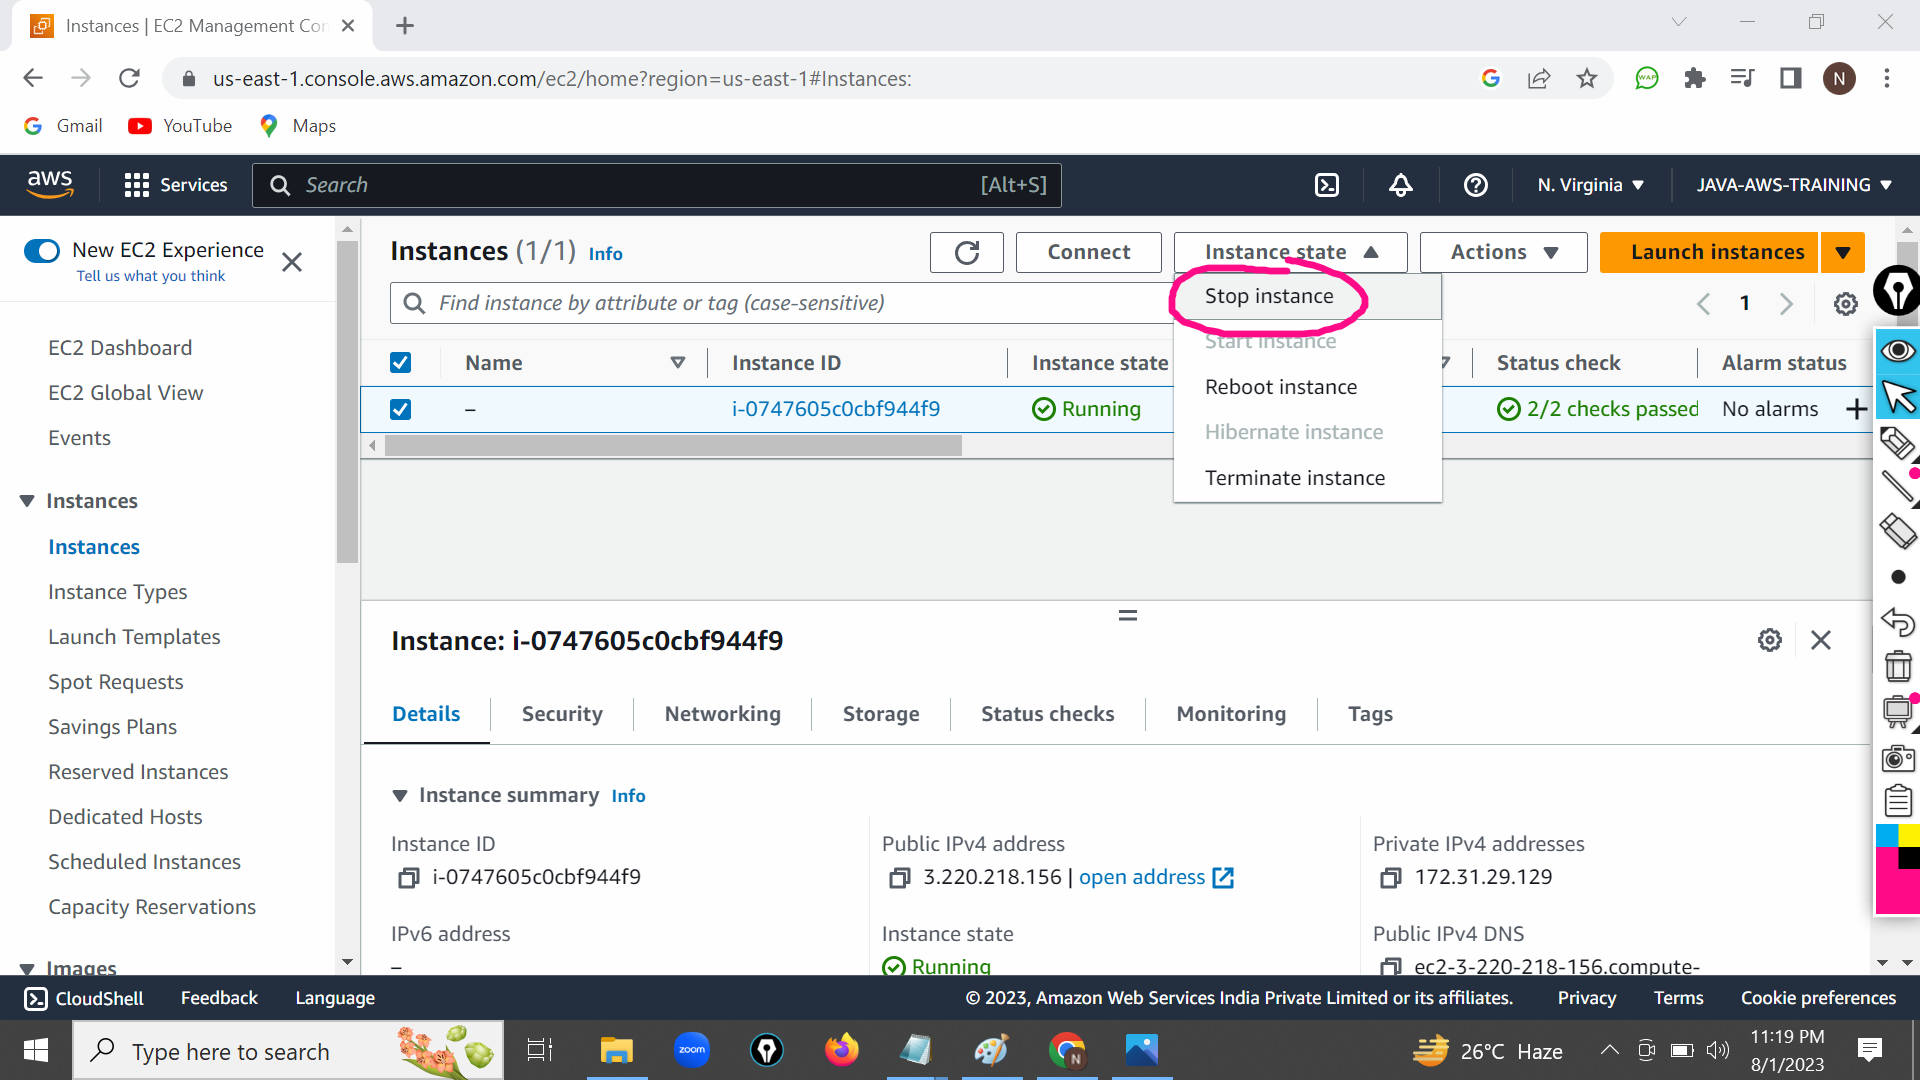 Instances | EC2 Management Con
us-east-1.console.aws.amazon.com/ec2/home?region=us-east-1#Instances:
WAP
N
Gmail
YouTube
Maps
aws
Services
Search
[Alt+S]
N. Virginia
JAVA-AWS-TRAINING
New EC2 Experience
Tell us what you think
EC2 Dashboard
EC2 Global View
Events
Instances
Instances
Instance Types
Launch Templates
Spot Requests
Savings Plans
Reserved Instances
Dedicated Hosts
Scheduled Instances
Capacity Reservations
Images
Instances (1/1) Info
Connect
Instance state
Actions
Launch instances
Find instance by attribute or tag (case-sensitive)
1
Stop instance
Start instance
Reboot instance
Hibernate instance
Terminate instance
Name
Instance ID
Instance state
Status check
Alarm status
–
i-0747605c0cbf944f9
Running
2/2 checks passed
No alarms
Instance: i-0747605c0cbf944f9
Details
Security
Networking
Storage
Status checks
Monitoring
Tags
Instance summary Info
Instance ID
i-0747605c0cbf944f9
Public IPv4 address
3.220.218.156 | open address
Private IPv4 addresses
172.31.29.129
IPv6 address
–
Instance state
Running
Public IPv4 DNS
ec2-3-220-218-156.compute-
CloudShell
Feedback
Language
© 2023, Amazon Web Services India Private Limited or its affiliates.
Privacy
Terms
Cookie preferences
Type here to search
zoom
N
26°C Haze
11:19 PM
8/1/2023